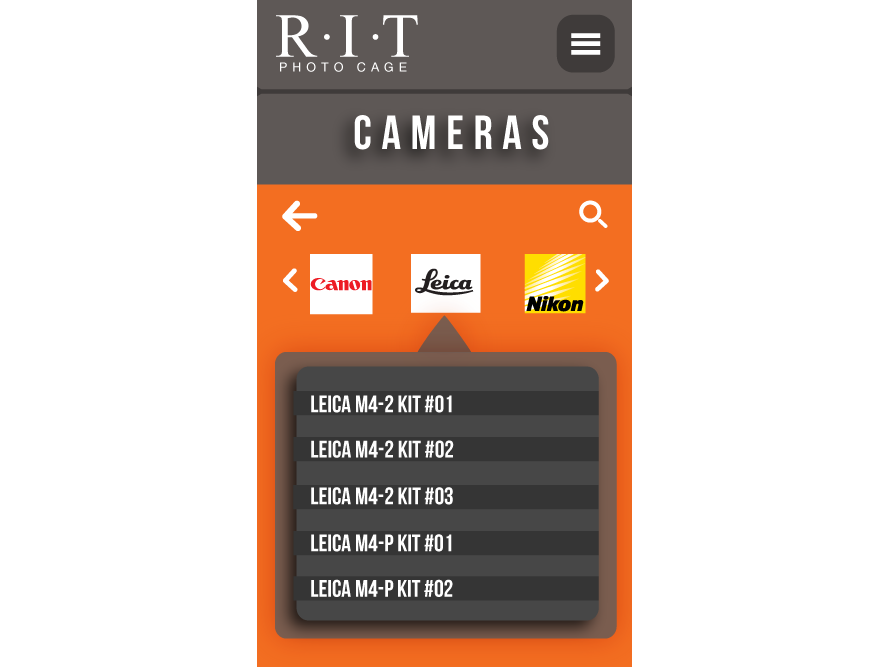 R·I·T
PHOTO CAGE
CAMERAS
Canon
Leica
Nikon
LEICA M4-2 KIT #01
LEICA M4-2 KIT #02
LEICA M4-2 KIT #03
LEICA M4-P KIT #01
LEICA M4-P KIT #02